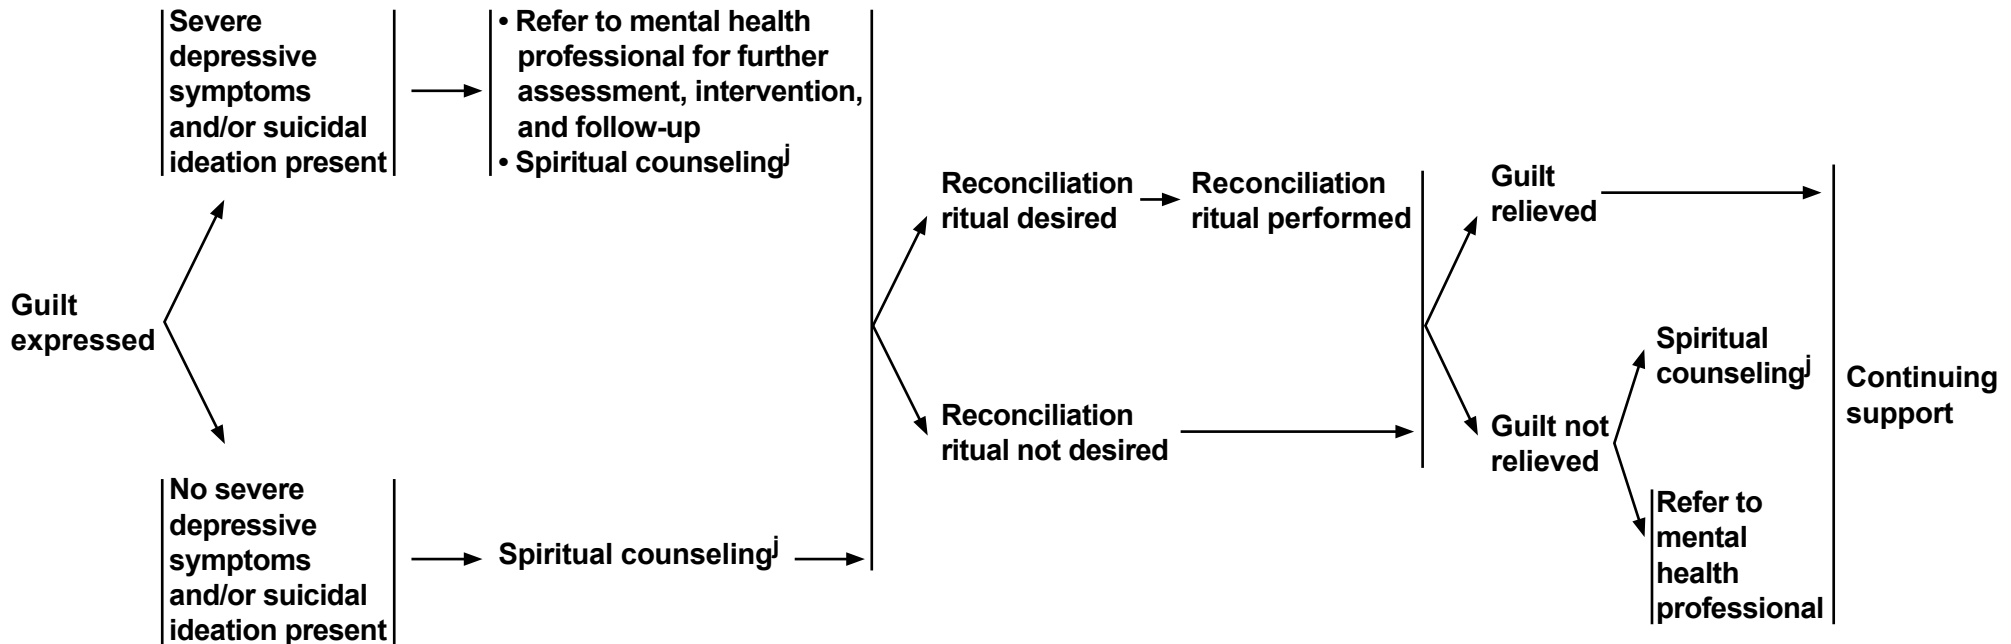 Guilt
expressed
Severe
depressive
symptoms
and/or suicidal
ideation present
• Refer to mental health
professional for further
assessment, intervention,
and follow-up
• Spiritual counselingj
No severe
depressive
symptoms
and/or suicidal
ideation present
Spiritual counselingj
Reconciliation
ritual desired
Reconciliation
ritual performed
Reconciliation
ritual not desired
Guilt
relieved
Guilt not
relieved
Spiritual
counselingj
Refer to
mental
health
professional
Continuing
support